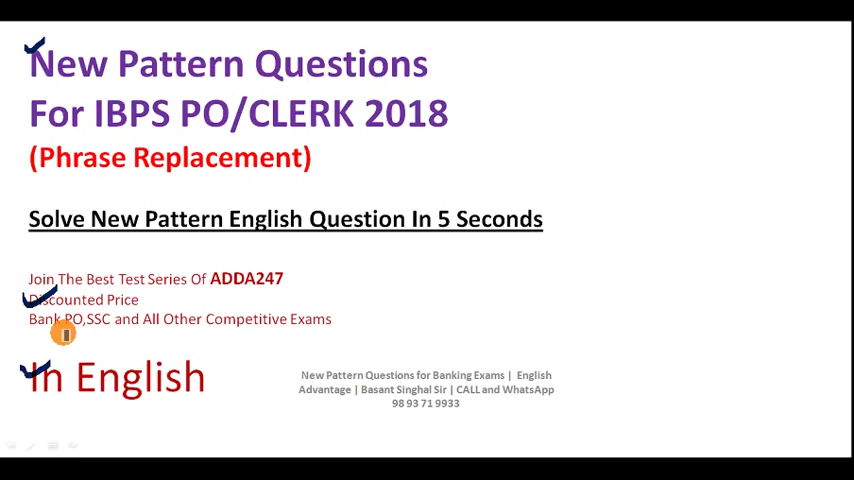 New Pattern Questions
For IBPS PO/CLERK 2018
(Phrase Replacement)
Solve New Pattern English Question In 5 Seconds
Join The Best Test Series Of ADDA247
Discounted Price
Bank PO,SSC and All Other Competitive Exams
In English
New Pattern Questions for Banking Exams | English
Advantage | Basant Singhal Sir | CALL and WhatsApp
98 93 71 9933